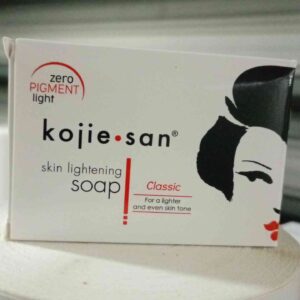 zero
PIGMENT
light
kojie•san®
skin lightening
soap
Classic
For a lighter
and even skin tone